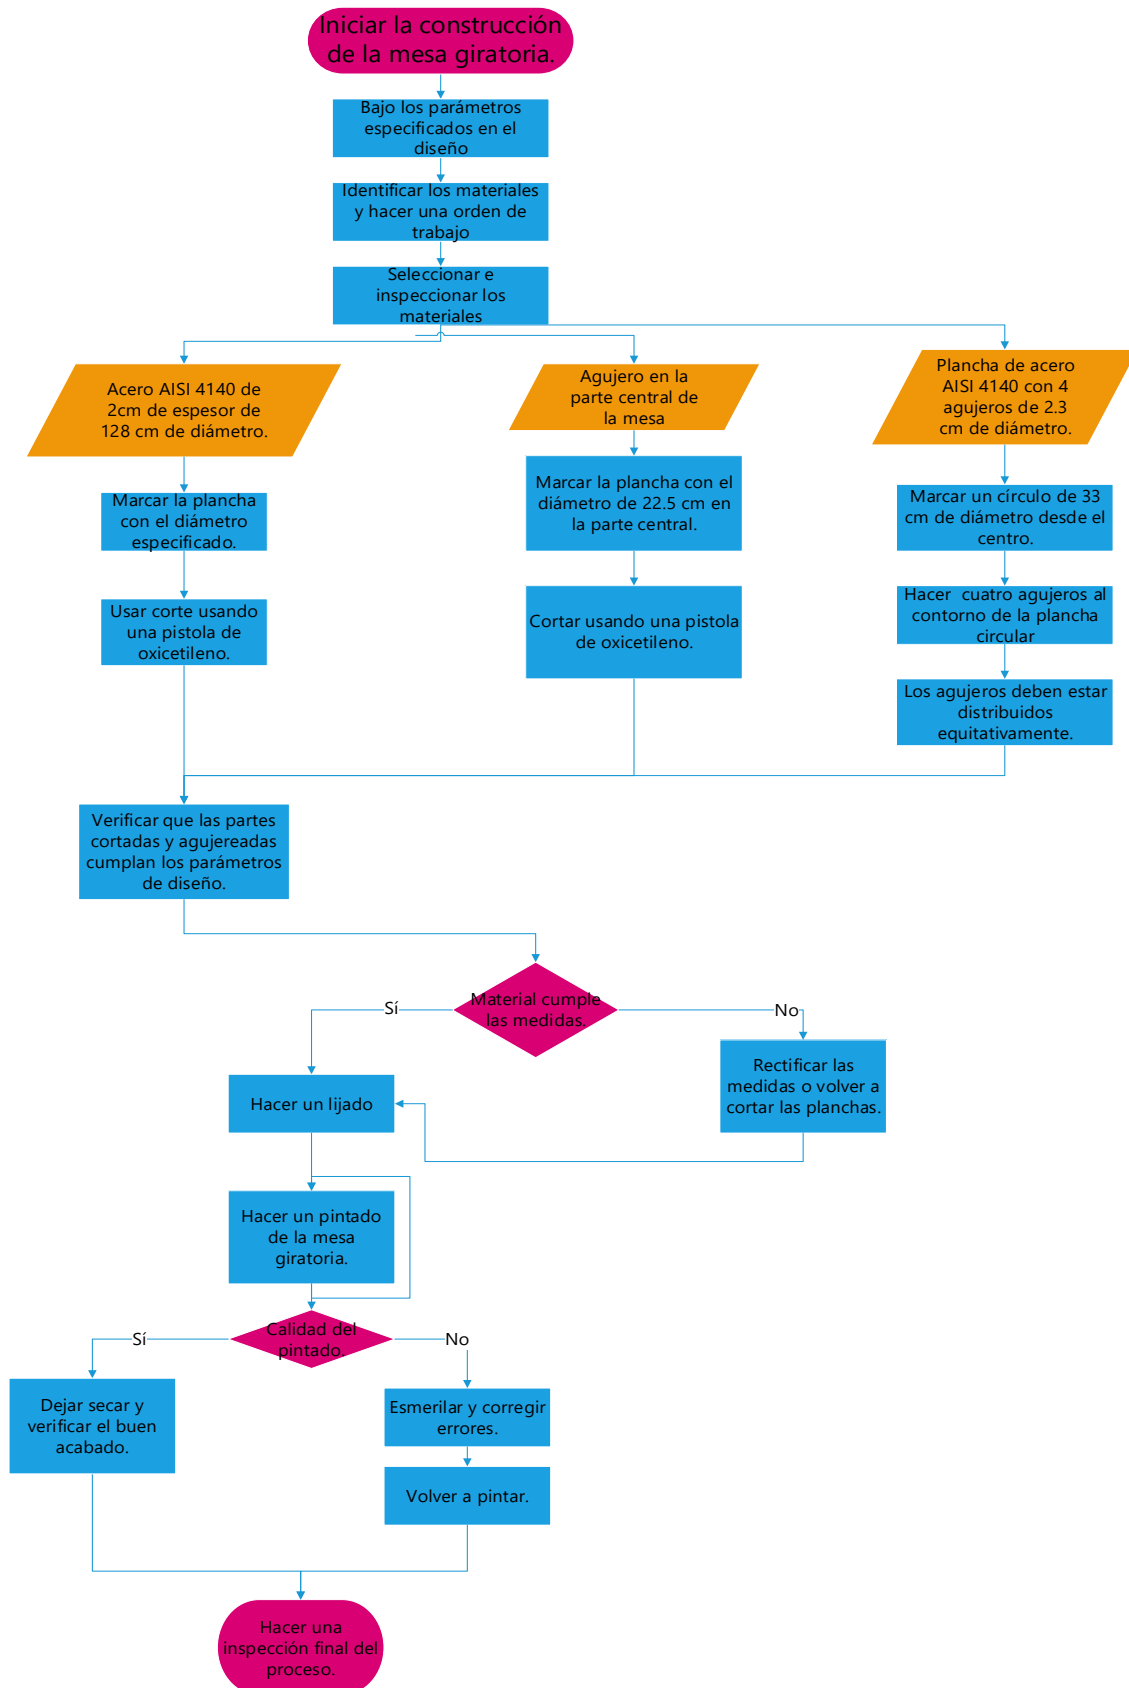 Iniciar la construcción
de la mesa giratoria.
Bajo los parámetros
especificados en el
diseño
Identificar los materiales
y hacer una orden de
trabajo
Seleccionar e
inspeccionar los
materiales
Acero AISI 4140 de
2cm de espesor de
128 cm de diámetro.
Agujero en la
parte central de
la mesa
Plancha de acero
AISI 4140 con 4
agujeros de 2.3
cm de diámetro.
Marcar la plancha
con el diámetro
especificado.
Marcar la plancha con el
diámetro de 22.5 cm en
la parte central.
Marcar un círculo de 33
cm de diámetro desde el
centro.
Usar corte usando
una pistola de
oxicetileno.
Cortar usando una pistola
de oxicetileno.
Hacer  cuatro agujeros al
contorno de la plancha
circular
Los agujeros deben estar
distribuidos
equitativamente.
Verificar que las partes
cortadas y agujereadas
cumplan los parámetros
de diseño.
Material cumple
las medidas.
Sí
No
Rectificar las
medidas o volver a
cortar las planchas.
Hacer un lijado
Hacer un pintado
de la mesa
giratoria.
Calidad del
pintado.
Sí
No
Dejar secar y
verificar el buen
acabado.
Esmerilar y corregir
errores.
Volver a pintar.
Hacer una
inspección final del
proceso.